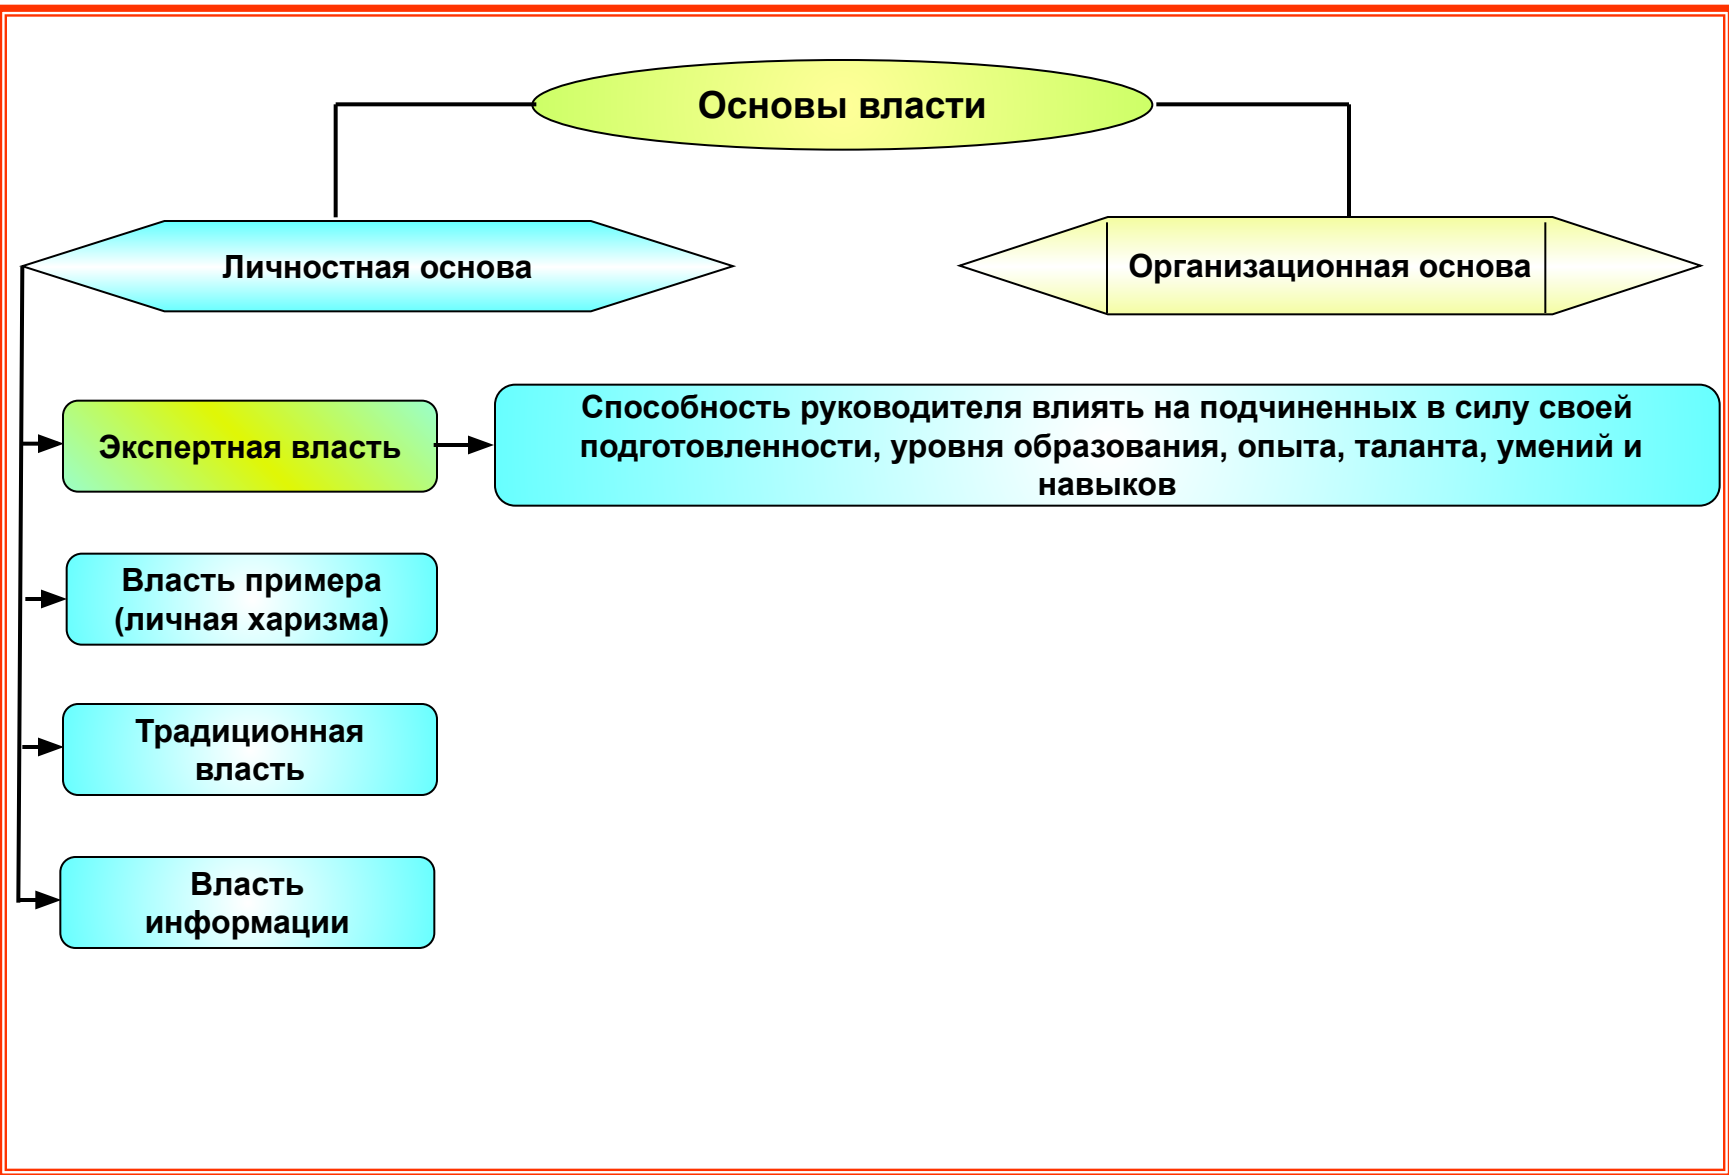 Основы власти
Личностная основа
Организационная основа
Экспертная власть
Способность руководителя влиять на подчиненных в силу своей
подготовленности, уровня образования, опыта, таланта, умений и
навыков
Власть примера
(личная харизма)
Традиционная
власть
Власть
информации